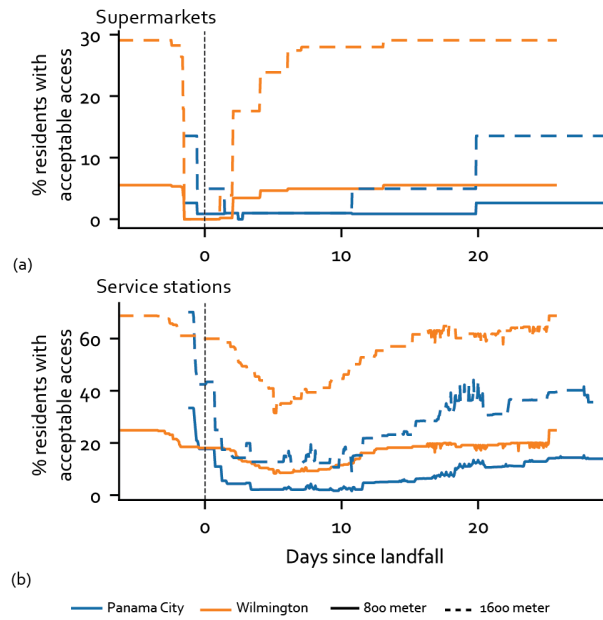 Supermarkets
% residents with
acceptable access
30
20
10
0
0
10
20
(a)
Service stations
% residents with
acceptable access
60
40
20
0
0
10
20
Days since landfall
(b)
Panama City
Wilmington
800 meter
1600 meter